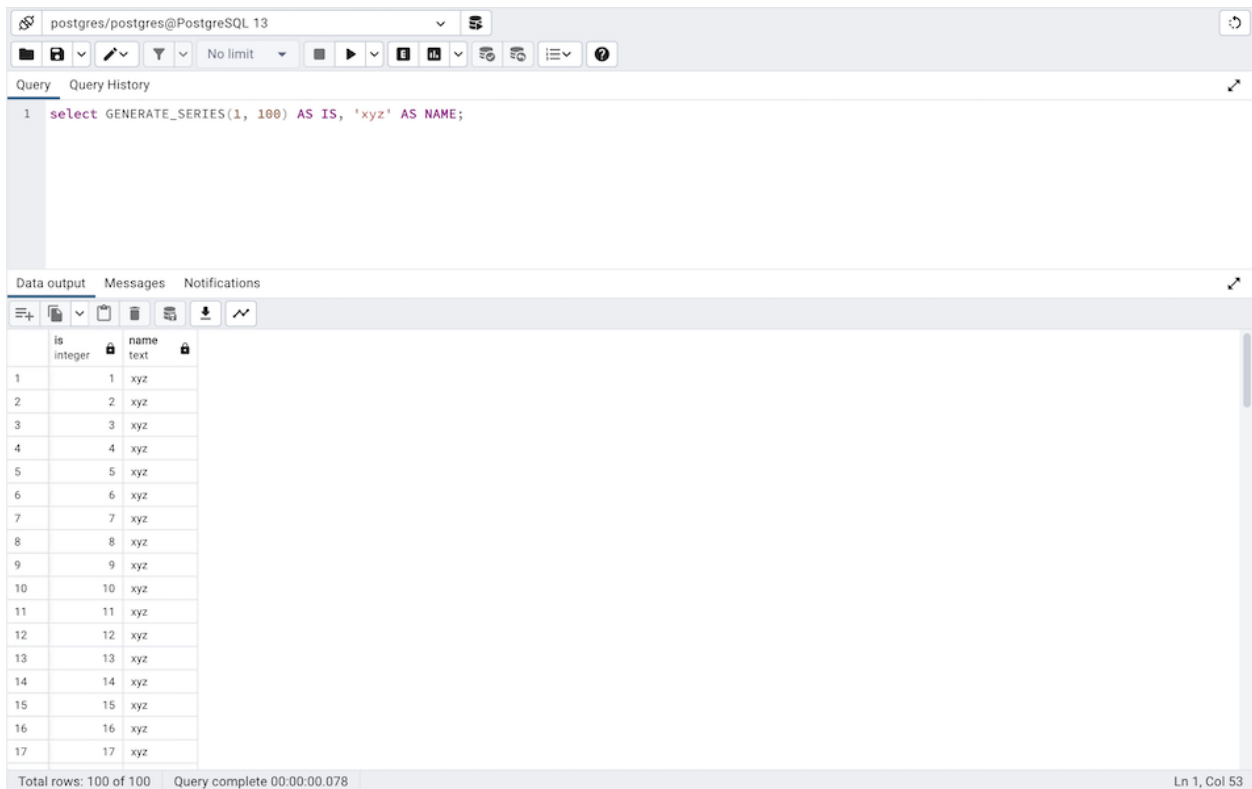 postgres/postgres@PostgreSQL 13
No limit
E
Query Query History
1 select GENERATE_SERIES(1, 100) AS IS, 'xyz' AS NAME;
Data output Messages Notifications
is name
integer text
1 1 xyz
2 2 xyz
3 3 xyz
4 4 xyz
5 5 xyz
6 6 xyz
7 7 xyz
8 8 xyz
9 9 xyz
10 10 xyz
11 11 xyz
12 12 xyz
13 13 xyz
14 14 xyz
15 15 xyz
16 16 xyz
17 17 xyz
Total rows: 100 of 100 Query complete 00:00:00.078 Ln 1, Col 53